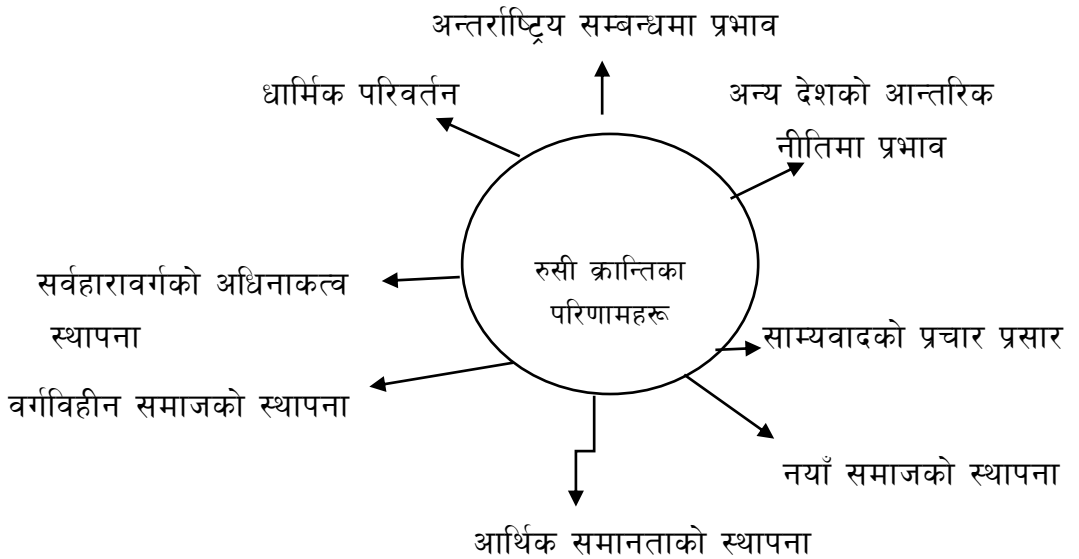 अन्तर्राष्ट्रिय सम्बन्धमा प्रभाव
धार्मिक परिवर्तन
अन्य देशको आन्तरिक
नीतिमा प्रभाव
रुसी क्रान्तिका
परिणामहरू
सर्वहारावर्गको अधिनाकत्व
स्थापना
साम्यवादको प्रचार प्रसार
वर्गविहीन समाजको स्थापना
नयाँ समाजको स्थापना
आर्थिक समानताको स्थापना